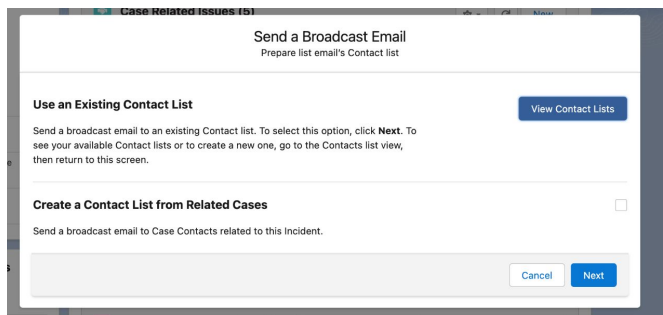 Case Related Issues (5)
New
Send a Broadcast Email
Prepare list email's Contact list
Use an Existing Contact List
View Contact Lists
Send a broadcast email to an existing Contact list. To select this option, click Next. To
see your available Contact lists or to create a new one, go to the Contacts list view,
then return to this screen.
Create a Contact List from Related Cases
Send a broadcast email to Case Contacts related to this Incident.
Cancel
Next